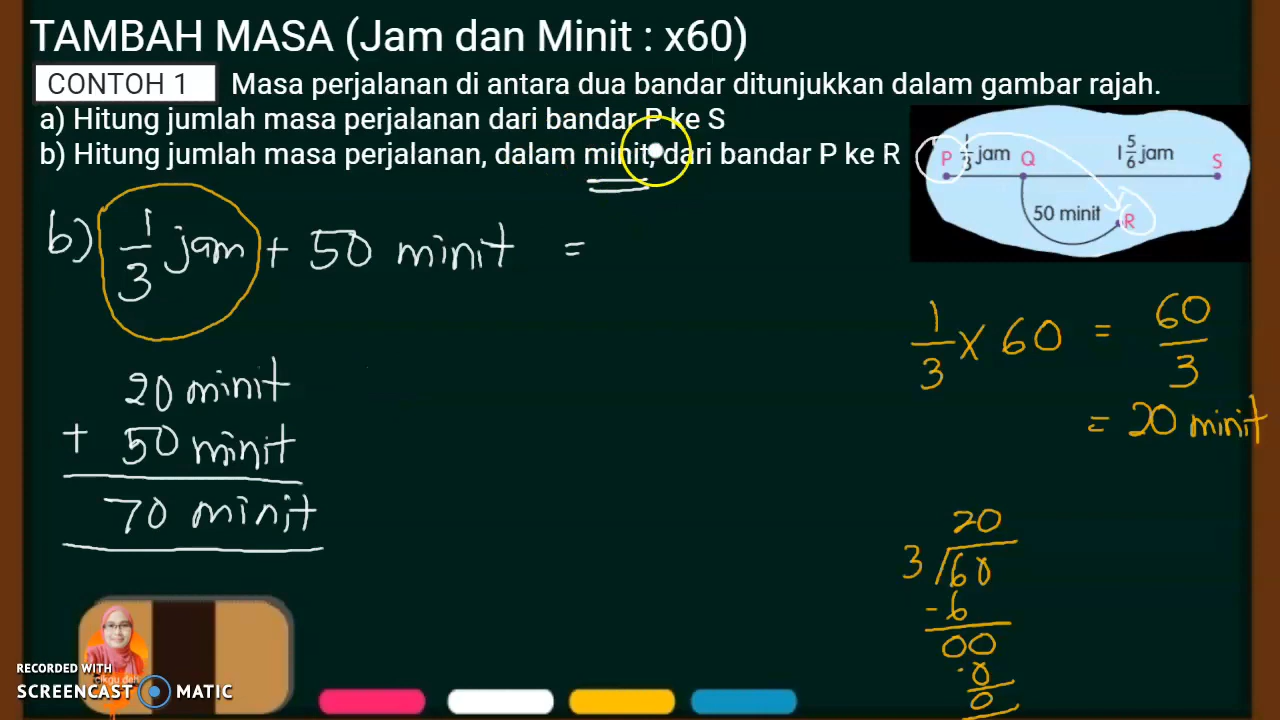 TAMBAH MASA (Jam dan Minit : x60)
CONTOH 1 Masa perjalanan di antara dua bandar ditunjukkan dalam gambar rajah.
a) Hitung jumlah masa perjalanan dari bandar P ke S
b) Hitung jumlah masa perjalanan, dalam minit, dari bandar P ke R
P 1/3 jam Q 1 5/6 jam S
50 minit R
b) 1/3 jam + 50 minit =
20 minit
+ 50 minit
70 minit
1/3 x 60 = 60/3
= 20 minit
20
3 60
- 6
00
- 0
0
RECORDED WITH
SCREENCAST MATIC